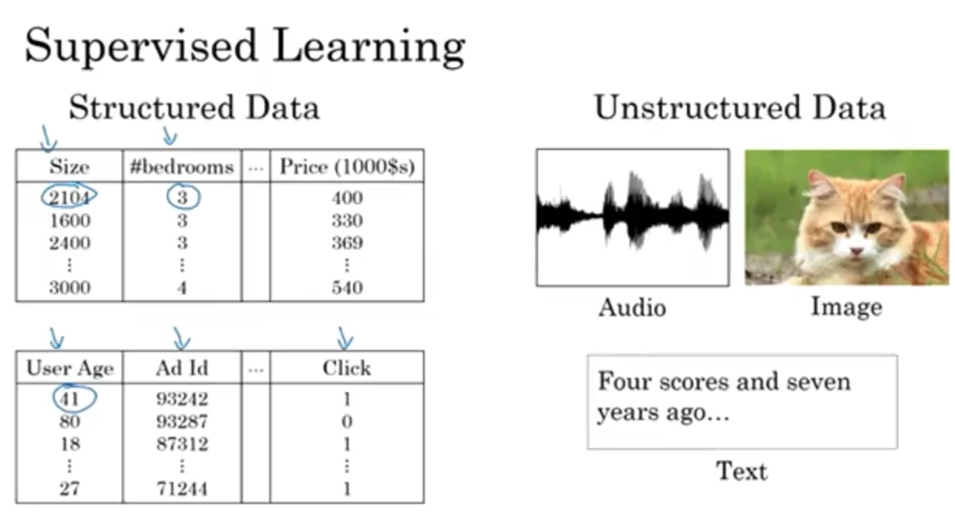 Supervised Learning
Structured Data
Size #bedrooms ... Price (1000$s)
2104 3 400
1600 3 330
2400 3 369
⋮ ⋮ ⋮
3000 4 540
User Age Ad Id ... Click
41 93242 1
80 93287 0
18 87312 1
⋮ ⋮ ⋮
27 71244 1
Unstructured Data
Audio
Image
Four scores and seven
years ago...
Text